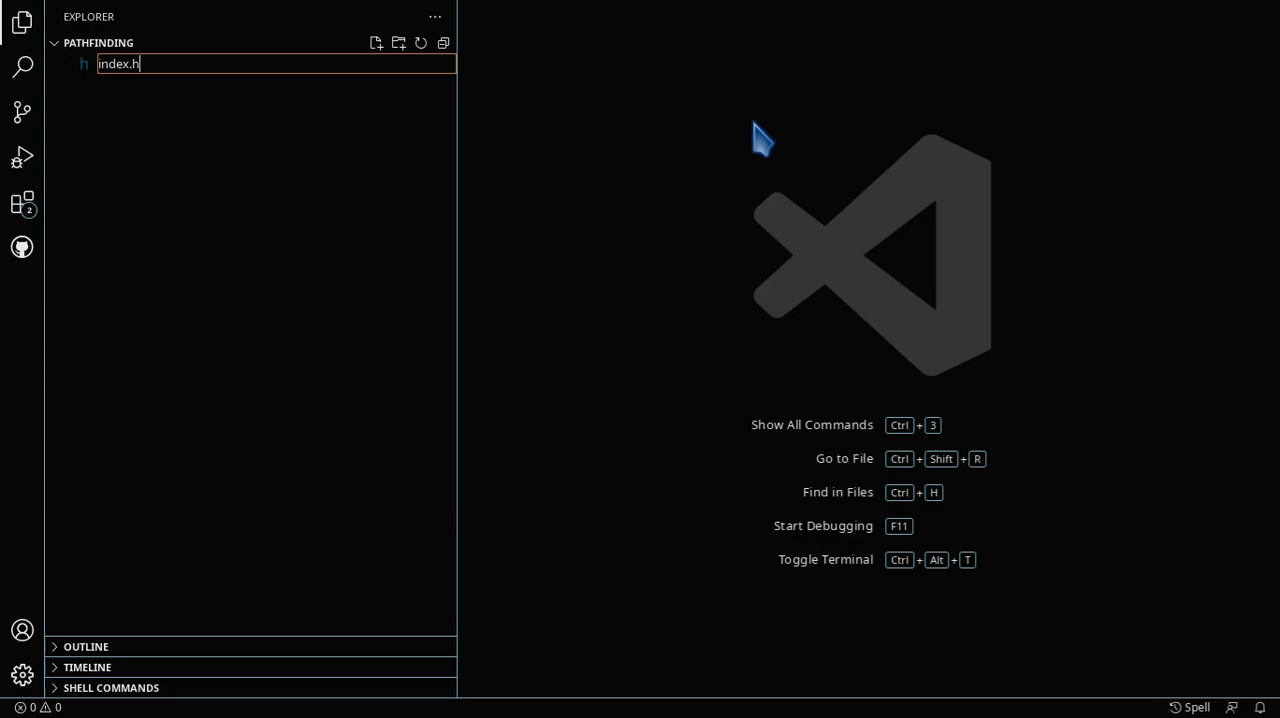 EXPLORER
PATHFINDING
h index.h
2
Show All Commands Ctrl + 3
Go to File Ctrl + Shift + R
Find in Files Ctrl + H
Start Debugging F11
Toggle Terminal Ctrl + Alt + T
OUTLINE
TIMELINE
SHELL COMMANDS
0 0
Spell